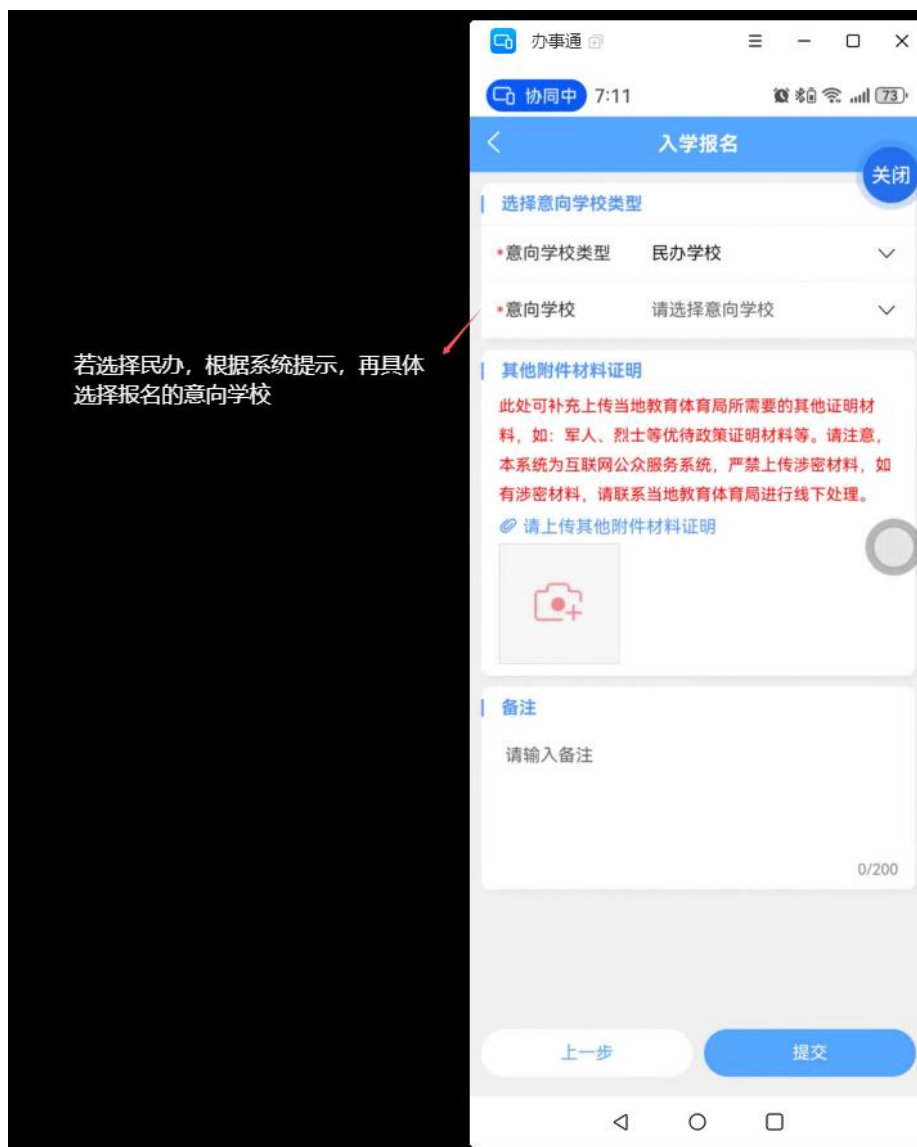 办事通
协同中 7:11
73
入学报名
关闭
选择意向学校类型
*意向学校类型 民办学校
*意向学校 请选择意向学校
若选择民办，根据系统提示，再具体
选择报名的意向学校
其他附件材料证明
此处可补充上传当地教育体育局所需要的其他证明材
料，如：军人、烈士等优待政策证明材料等。请注意，
本系统为互联网公众服务系统，严禁上传涉密材料，如
有涉密材料，请联系当地教育体育局进行线下处理。
请上传其他附件材料证明
备注
请输入备注
0/200
上一步 提交